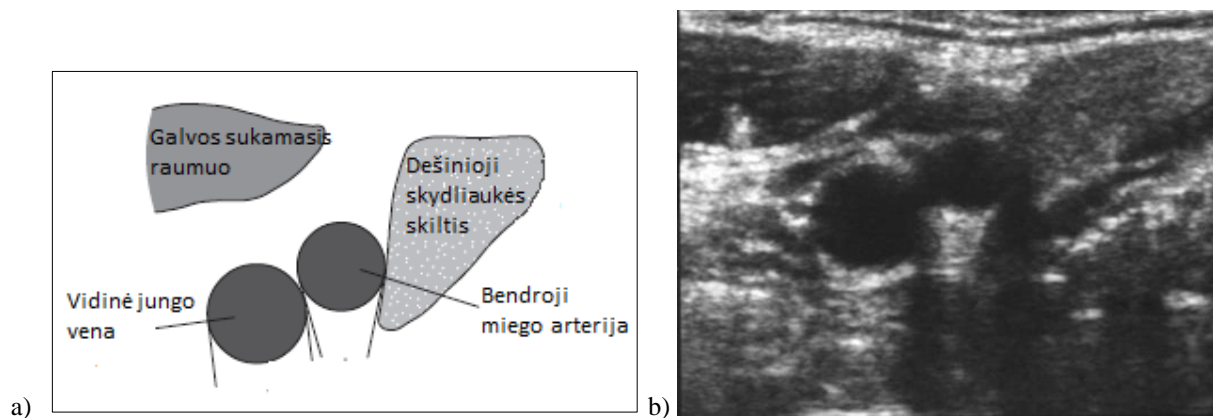 Galvos sukamasis
raumuo
Dešinioji
skydliaukės
skiltis
Vidinė jungo
vena
Bendroji
miego arterija
a)
b)